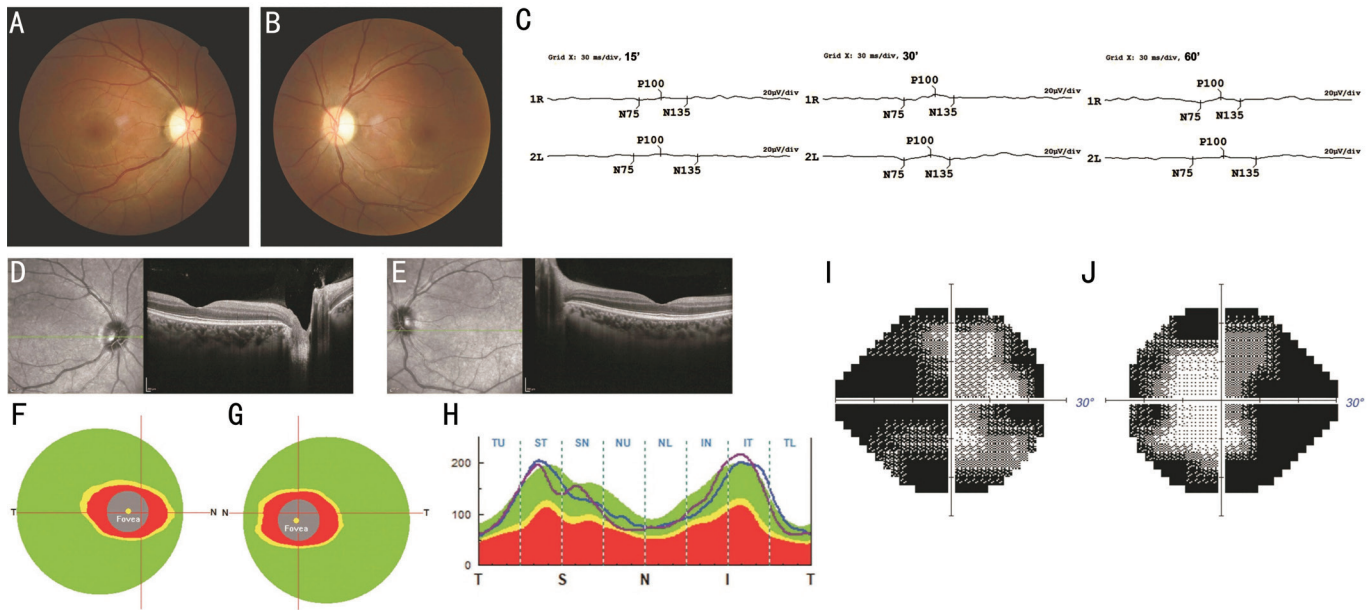 A
B
C
Grid X: 30 ms/div, 15'
Grid X: 30 ms/div, 30'
Grid X: 30 ms/div, 60'
P100
1R
20µV/div
N75
N135
P100
2L
20µV/div
N75
N135
P100
1R
20µV/div
N75
N135
P100
2L
20µV/div
N75
N135
P100
1R
20µV/div
N75
N135
P100
2L
20µV/div
N75
N135
D
E
I
J
30°
30°
F
G
H
T
Fovea
N
N
Fovea
T
TU
ST
SN
NU
NL
IN
IT
TL
200
100
0
T
S
N
I
T